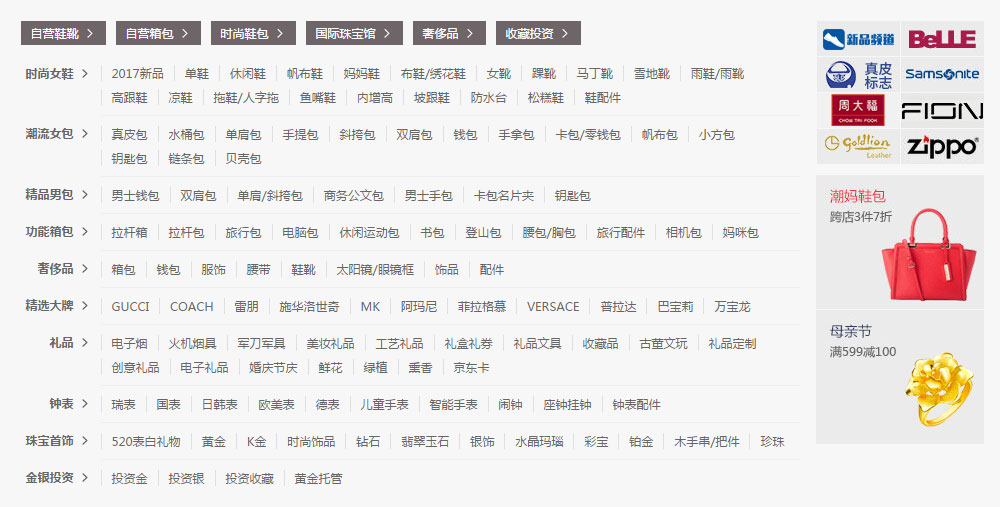 自营鞋靴 > 自营箱包 > 时尚鞋包 > 国际珠宝馆 > 奢侈品 > 收藏投资 >
时尚女鞋 > 2017新品 单鞋 休闲鞋 帆布鞋 妈妈鞋 布鞋/绣花鞋 女靴 踝靴 马丁靴 雪地靴 雨鞋/雨靴
高跟鞋 凉鞋 拖鞋/人字拖 鱼嘴鞋 内增高 坡跟鞋 防水台 松糕鞋 鞋配件
潮流女包 > 真皮包 水桶包 单肩包 手提包 斜挎包 双肩包 钱包 手拿包 卡包/零钱包 帆布包 小方包
钥匙包 链条包 贝壳包
精品男包 > 男士钱包 双肩包 单肩/斜挎包 商务公文包 男士手包 卡包名片夹 钥匙包
功能箱包 > 拉杆箱 拉杆包 旅行包 电脑包 休闲运动包 书包 登山包 腰包/胸包 旅行配件 相机包 妈咪包
奢侈品 > 箱包 钱包 服饰 腰带 鞋靴 太阳镜/眼镜框 饰品 配件
精选大牌 > GUCCI COACH 雷朋 施华洛世奇 MK 阿玛尼 菲拉格慕 VERSACE 普拉达 巴宝莉 万宝龙
礼品 > 电子烟 火机烟具 军刀军具 美妆礼品 工艺礼品 礼盒礼券 礼品文具 收藏品 古董文玩 礼品定制
创意礼品 电子礼品 婚庆节庆 鲜花 绿植 熏香 京东卡
钟表 > 瑞表 国表 日韩表 欧美表 德表 儿童手表 智能手表 闹钟 座钟挂钟 钟表配件
珠宝首饰 > 520表白礼物 黄金 K金 时尚饰品 钻石 翡翠玉石 银饰 水晶玛瑙 彩宝 铂金 木手串/把件 珍珠
金银投资 > 投资金 投资银 投资收藏 黄金托管
新品频道 BeLLE
真皮
标志
Samsonite
周大福
CHOW TAI FOOK
FION
goldlion
Leather
zippo
潮妈鞋包
跨店3件7折
母亲节
满599减100